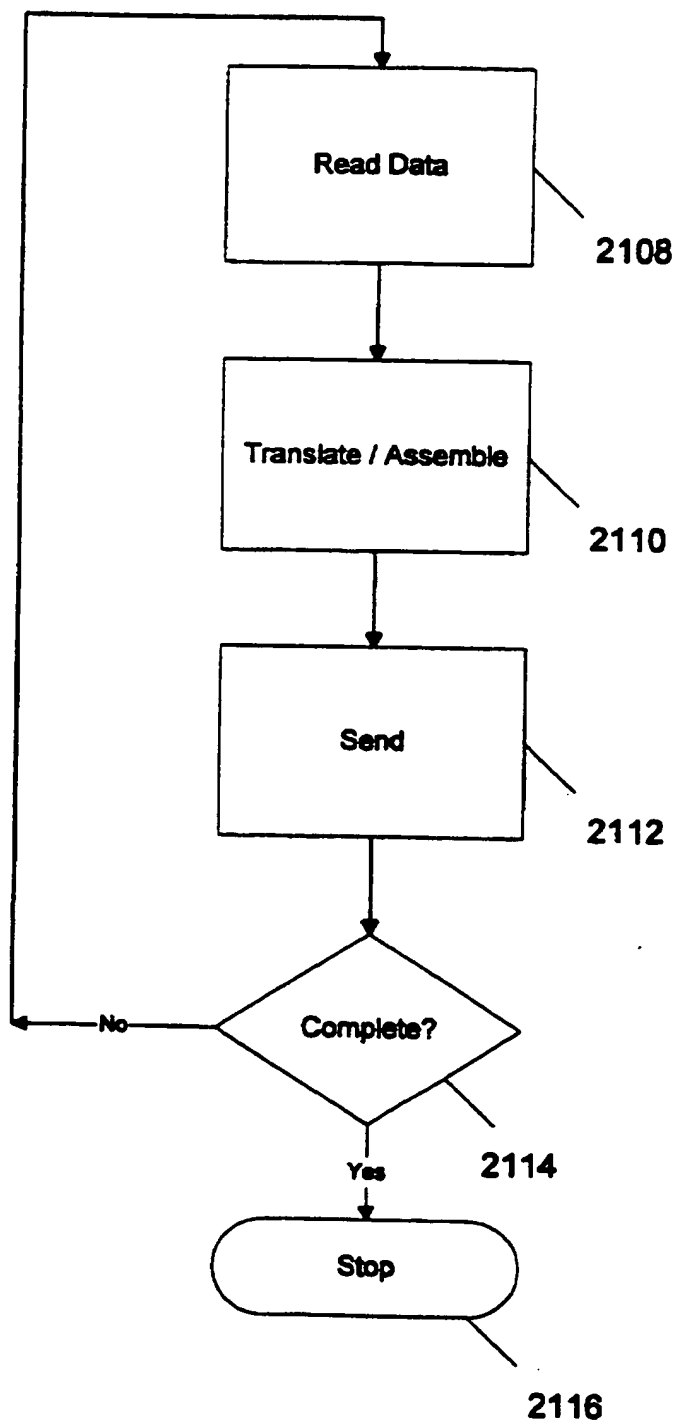 Read Data
2108
Translate / Assemble
2110
Send
2112
Complete?
No
2114
Yes
Stop
2116